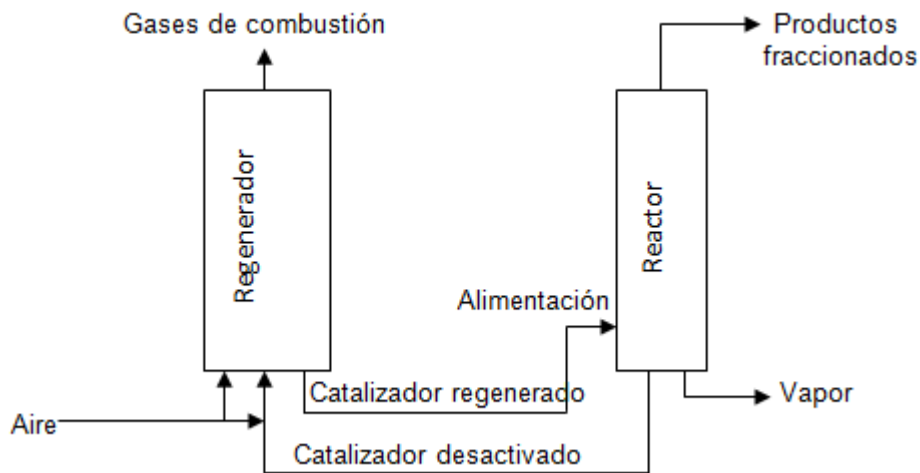 Gases de combustión
Productos
fraccionados
Regenerador
Reactor
Alimentación
Catalizador regenerado
Vapor
Aire
Catalizador desactivado